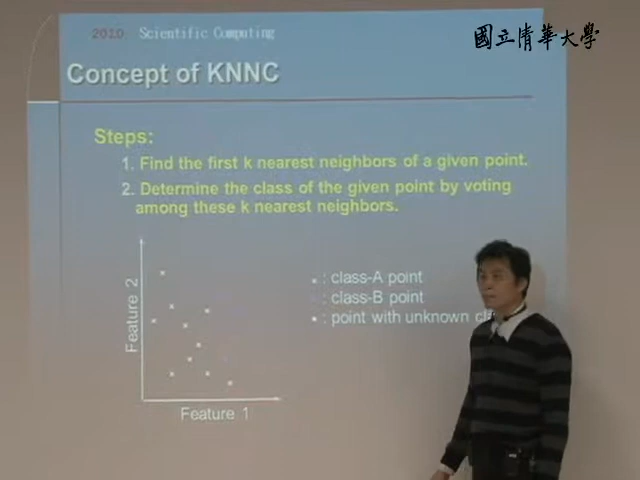 2010 Scientific Computing
國立清華大學
Concept of KNNC
Steps:
1. Find the first k nearest neighbors of a given point.
2. Determine the class of the given point by voting
among these k nearest neighbors.
: class-A point
: class-B point
: point with unknown
Feature 2
Feature 1